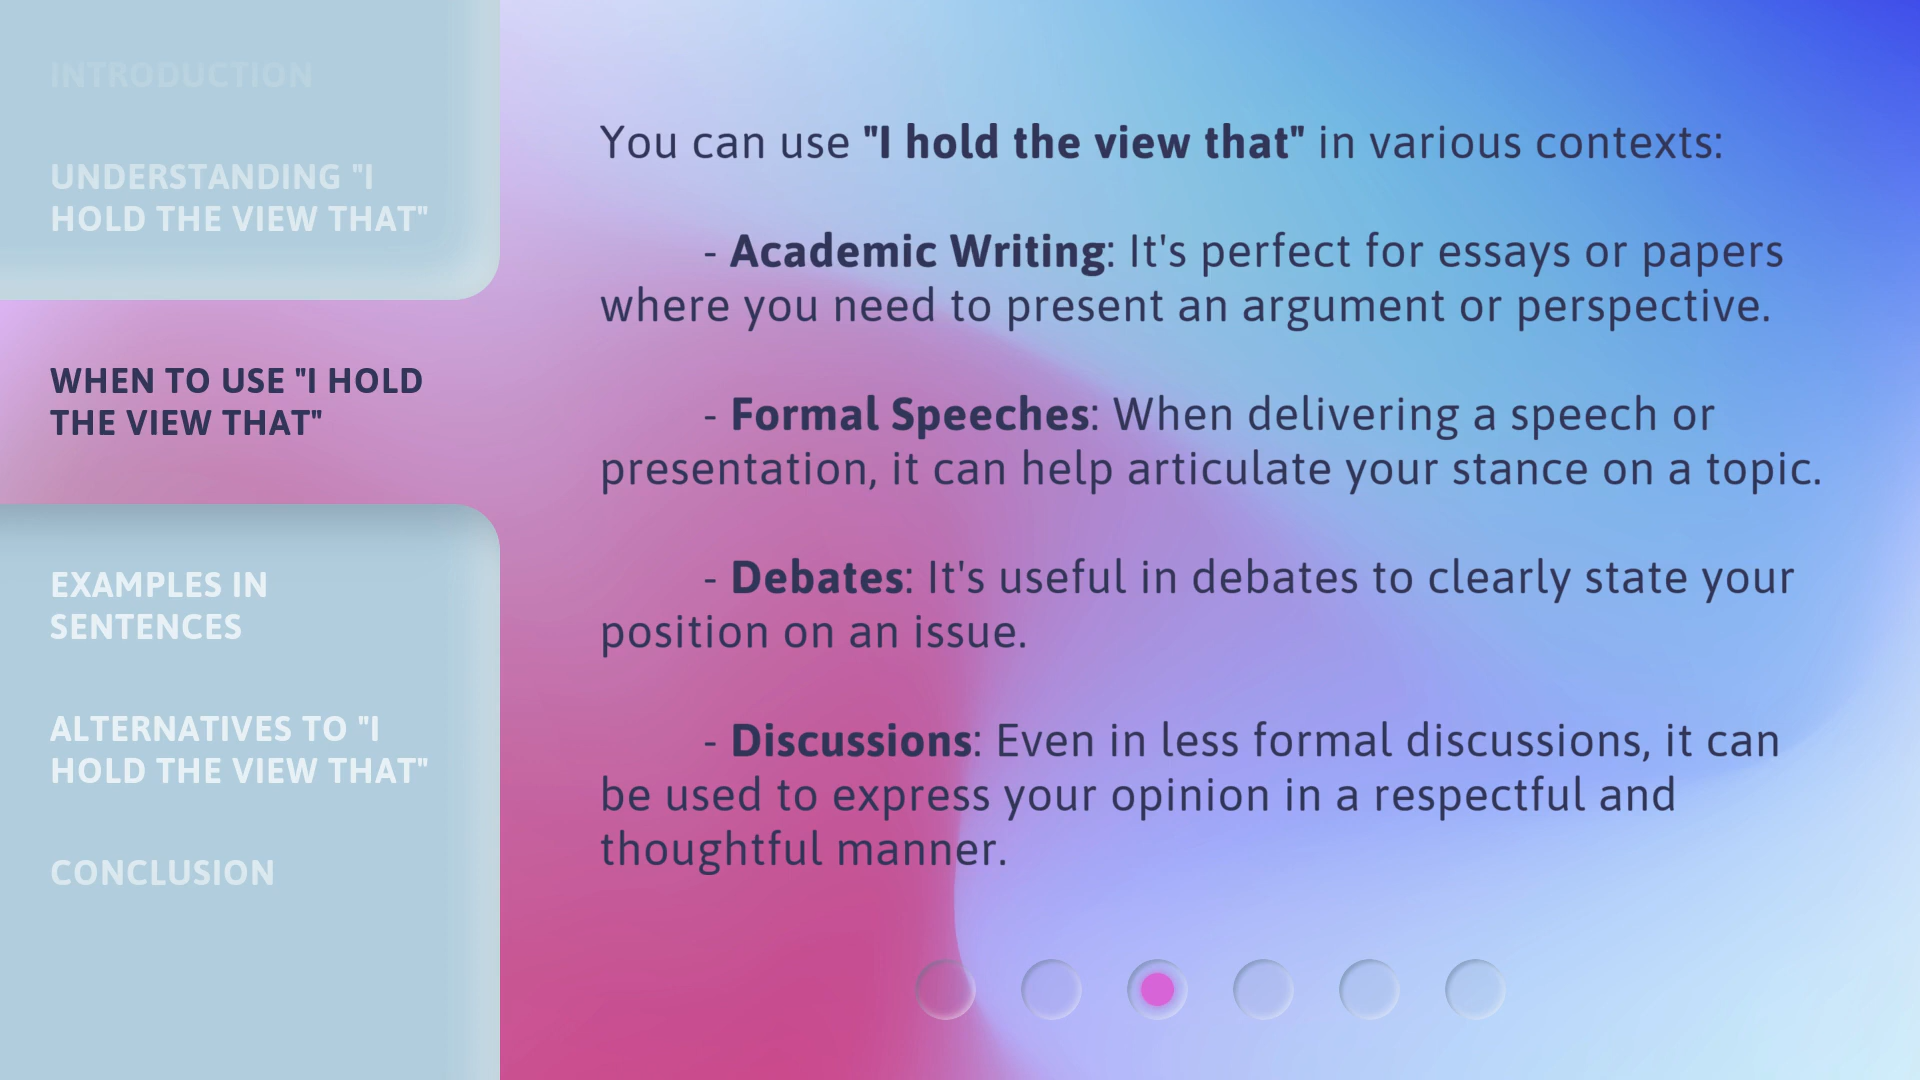 INTRODUCTION
UNDERSTANDING "I
HOLD THE VIEW THAT"
WHEN TO USE "I HOLD
THE VIEW THAT"
EXAMPLES IN
SENTENCES
ALTERNATIVES TO "I
HOLD THE VIEW THAT"
CONCLUSION
You can use "I hold the view that" in various contexts:
- Academic Writing: It's perfect for essays or papers
where you need to present an argument or perspective.
- Formal Speeches: When delivering a speech or
presentation, it can help articulate your stance on a topic.
- Debates: It's useful in debates to clearly state your
position on an issue.
- Discussions: Even in less formal discussions, it can
be used to express your opinion in a respectful and
thoughtful manner.